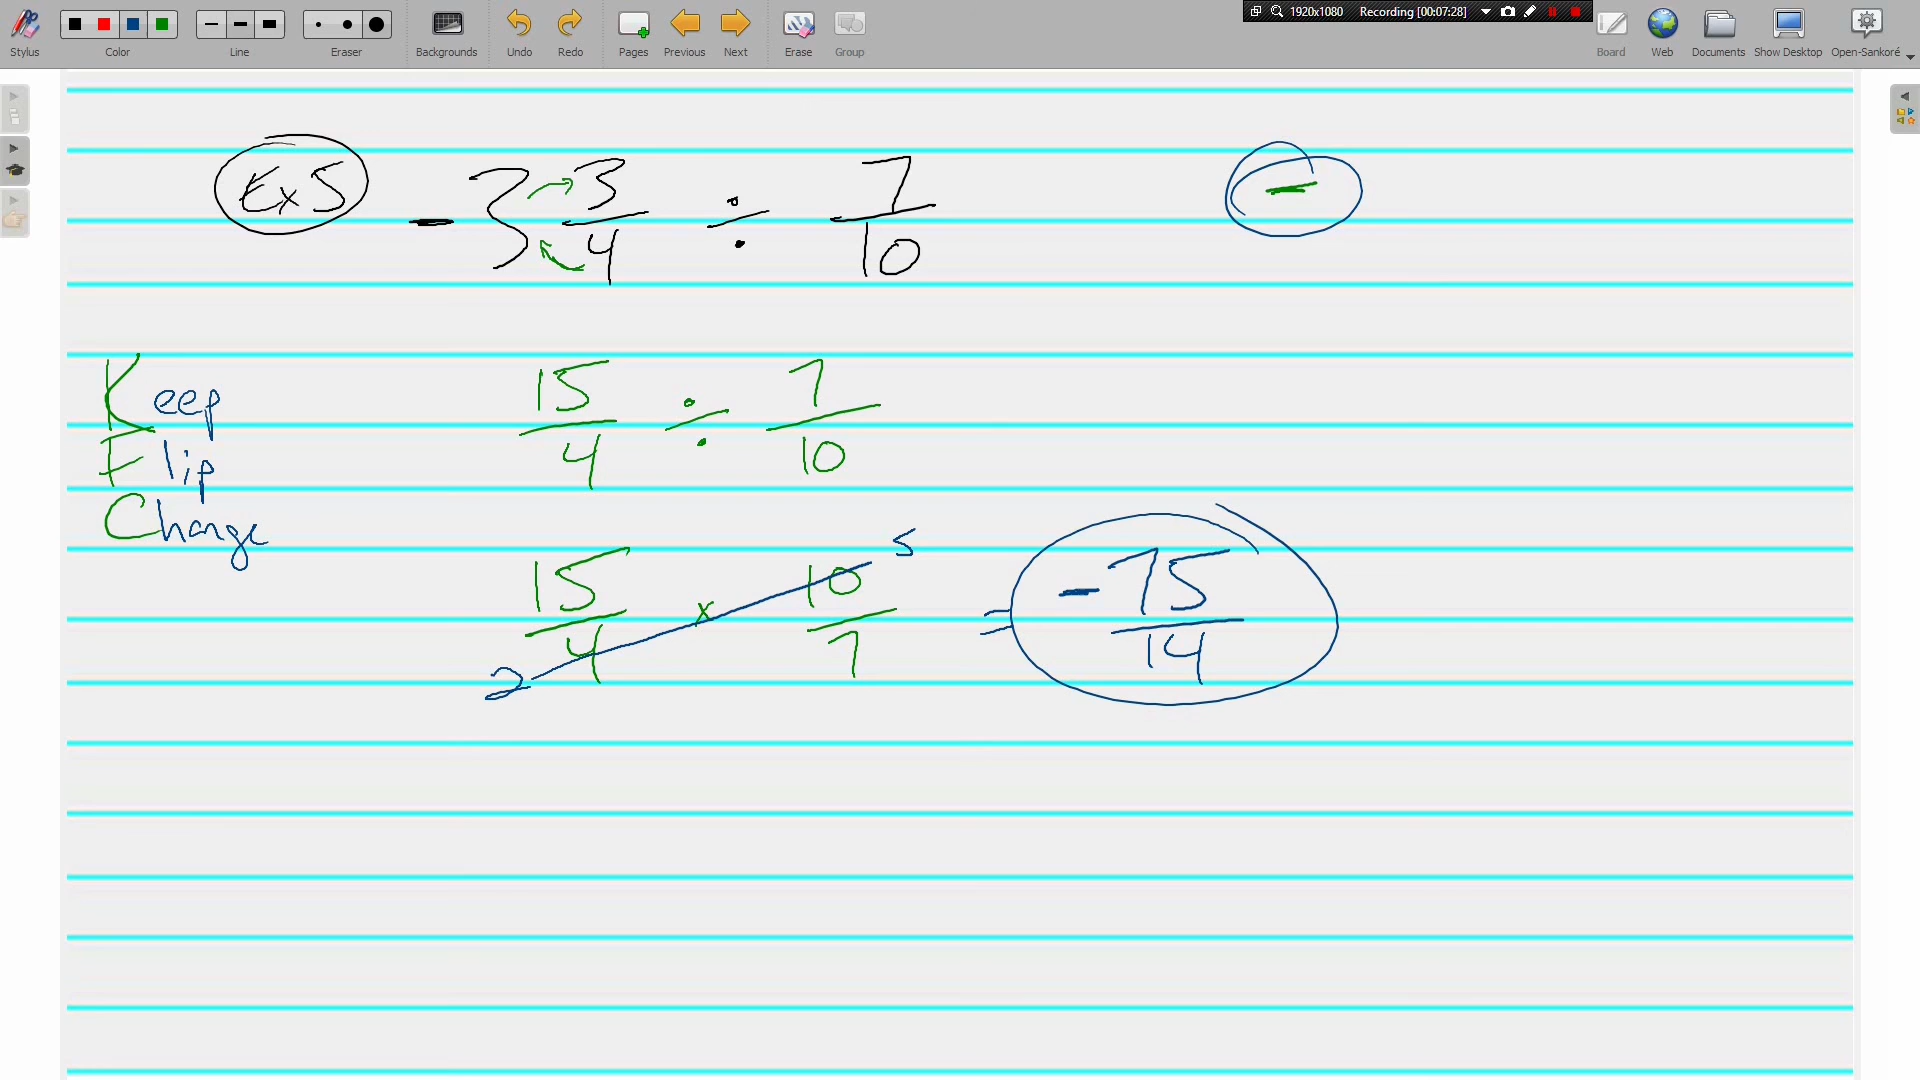 1920x1080 Recording [00:07:28]
Stylus Color Line Eraser Backgrounds Undo Redo Pages Previous Next Erase Group Board Web Documents Show Desktop Open-Sankoré
Ex 5 -3 3/4 ÷ 7/10 -
Keep 15/4 ÷ 7/10
Flip
Change
15/4 x 10/7 = -75/14
2 5